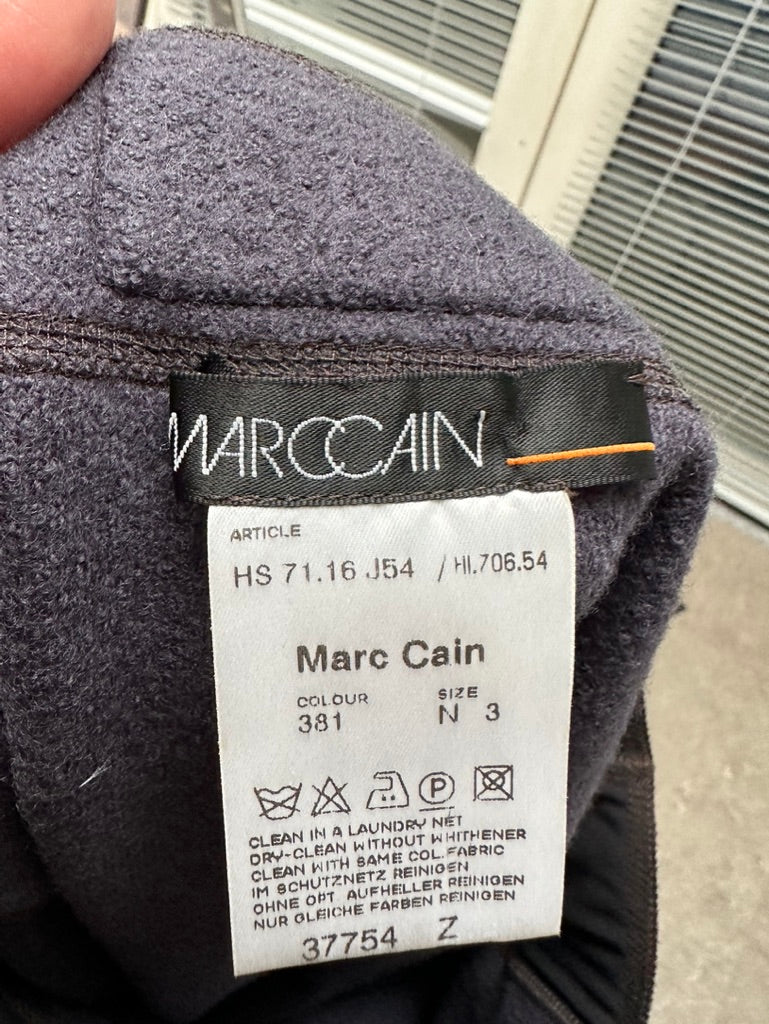 MARCCAIN
ARTICLE
HS 71.16 J54 / HI.706.54
Marc Cain
COLOUR SIZE
381 N 3
P
CLEAN IN A LAUNDRY NET
DRY-CLEAN WITHOUT WHITHENER
CLEAN WITH SAME COL.FABRIC
IM SCHUTZNETZ REINIGEN
OHNE OPT. AUFHELLER REINIGEN
NUR GLEICHE FARBEN REINIGEN
37754 Z